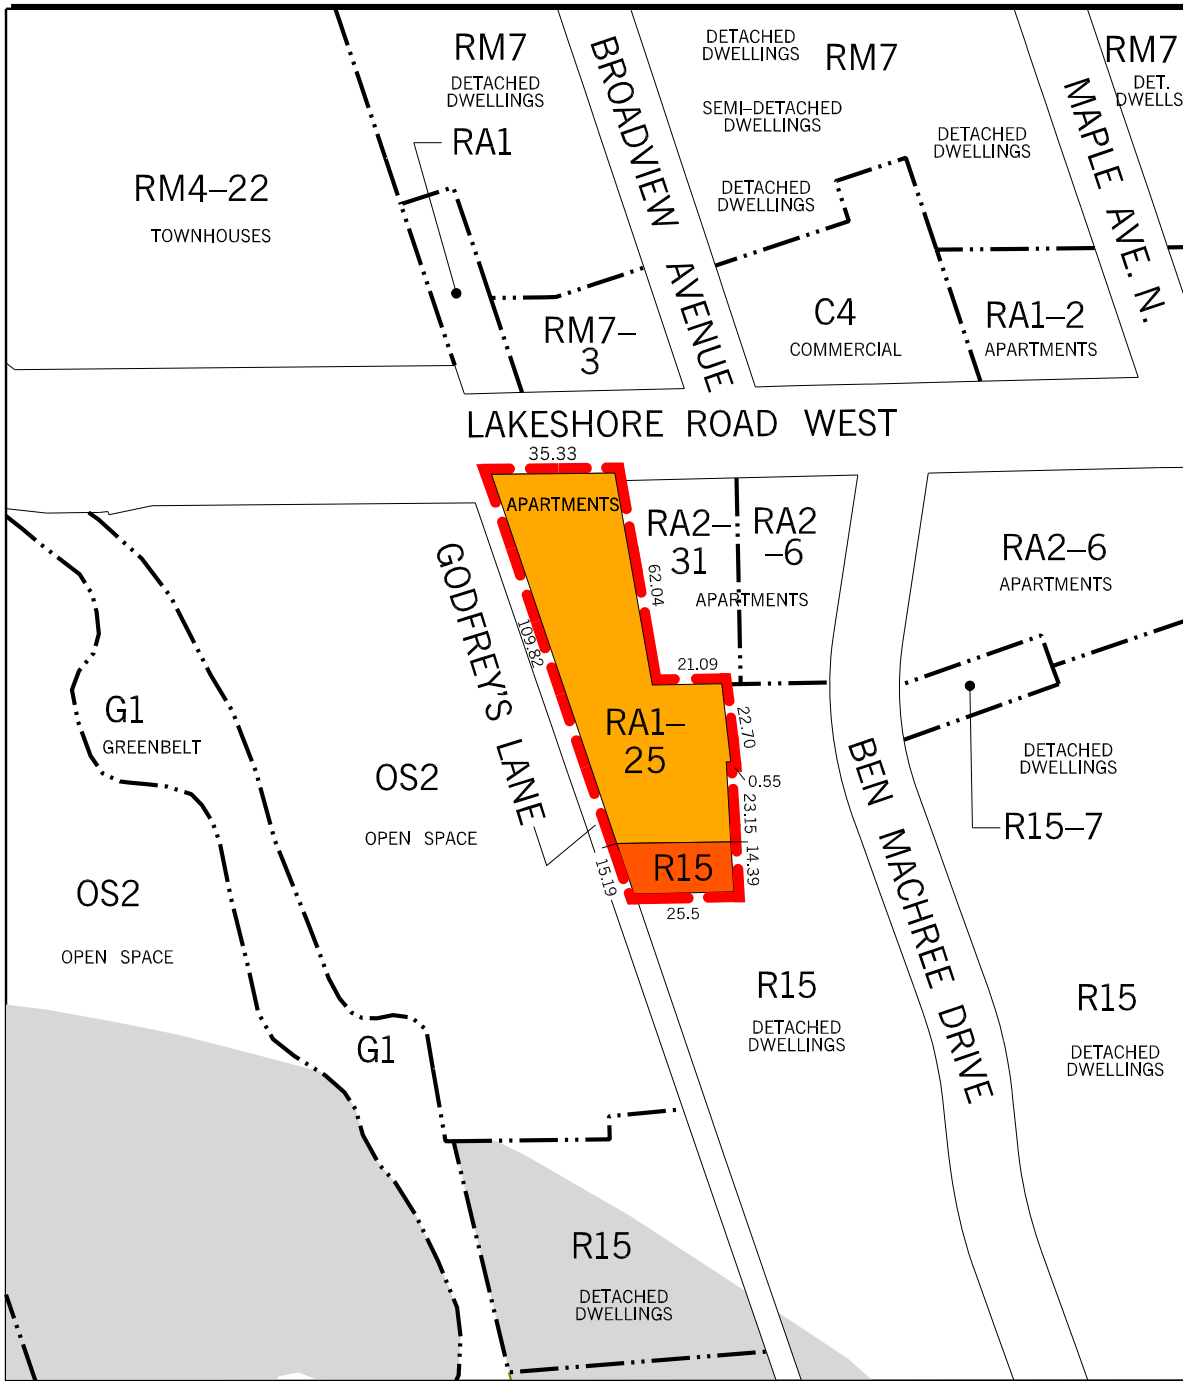 RM7
DETACHED
DWELLINGS
BROADVIEW AVENUE
DETACHED
DWELLINGS
RM7
SEMI–DETACHED
DWELLINGS
DETACHED
DWELLINGS
DETACHED
DWELLINGS
MAPLE AVE. N.
RM7
DET.
DWELLS
RA1
RM4–22
TOWNHOUSES
RM7–
3
C4
COMMERCIAL
RA1–2
APARTMENTS
LAKESHORE ROAD WEST
35.33
APARTMENTS
RA2–
31
RA2
–6
APARTMENTS
RA2–6
APARTMENTS
62.04
109.82
21.09
22.70
0.55
23.15
14.39
15.19
25.5
GODFREY'S LANE
RA1–
25
R15
G1
GREENBELT
OS2
OPEN SPACE
OS2
OPEN SPACE
BEN MACHREE DRIVE
DETACHED
DWELLINGS
R15–7
R15
DETACHED
DWELLINGS
R15
DETACHED
DWELLINGS
G1
R15
DETACHED
DWELLINGS